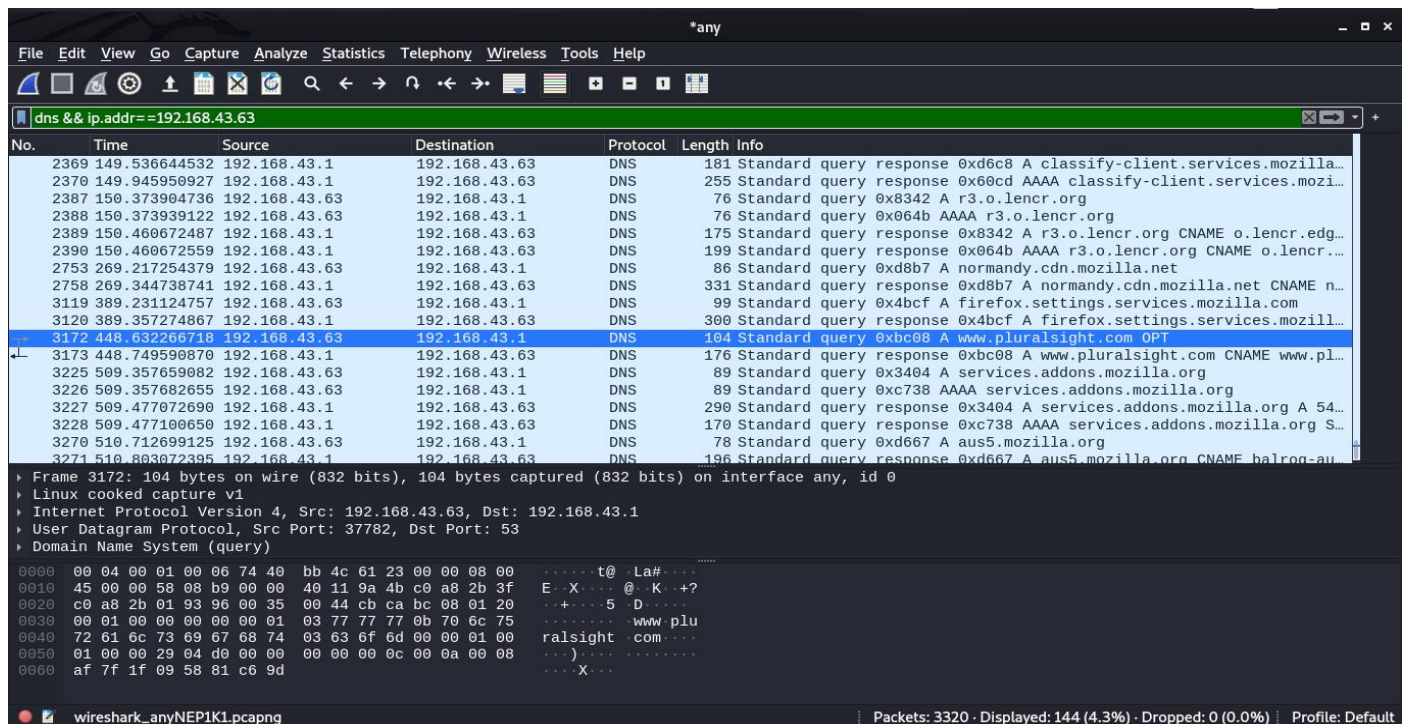 *any
File Edit View Go Capture Analyze Statistics Telephony Wireless Tools Help
dns && ip.addr==192.168.43.63
No. Time Source Destination Protocol Length Info
2369 149.536644532 192.168.43.1 192.168.43.63 DNS 181 Standard query response 0xd6c8 A classify-client.services.mozilla…
2370 149.945950927 192.168.43.1 192.168.43.63 DNS 255 Standard query response 0x60cd AAAA classify-client.services.mozi…
2387 150.373904736 192.168.43.63 192.168.43.1 DNS 76 Standard query 0x8342 A r3.o.lencr.org
2388 150.373939122 192.168.43.63 192.168.43.1 DNS 76 Standard query 0x064b AAAA r3.o.lencr.org
2389 150.460672487 192.168.43.1 192.168.43.63 DNS 175 Standard query response 0x8342 A r3.o.lencr.org CNAME o.lencr.edg…
2390 150.460672559 192.168.43.1 192.168.43.63 DNS 199 Standard query response 0x064b AAAA r3.o.lencr.org CNAME o.lencr.…
2753 269.217254379 192.168.43.63 192.168.43.1 DNS 86 Standard query 0xd8b7 A normandy.cdn.mozilla.net
2758 269.344738741 192.168.43.1 192.168.43.63 DNS 331 Standard query response 0xd8b7 A normandy.cdn.mozilla.net CNAME n…
3119 389.231124757 192.168.43.63 192.168.43.1 DNS 99 Standard query 0x4bcf A firefox.settings.services.mozilla.com
3120 389.357274867 192.168.43.1 192.168.43.63 DNS 300 Standard query response 0x4bcf A firefox.settings.services.mozill…
3172 448.632266718 192.168.43.63 192.168.43.1 DNS 104 Standard query 0xbc08 A www.pluralsight.com OPT
3173 448.749590870 192.168.43.1 192.168.43.63 DNS 176 Standard query response 0xbc08 A www.pluralsight.com CNAME www.pl…
3225 509.357659082 192.168.43.63 192.168.43.1 DNS 89 Standard query 0x3404 A services.addons.mozilla.org
3226 509.357682655 192.168.43.63 192.168.43.1 DNS 89 Standard query 0xc738 AAAA services.addons.mozilla.org
3227 509.477072690 192.168.43.1 192.168.43.63 DNS 290 Standard query response 0x3404 A services.addons.mozilla.org A 54…
3228 509.477100650 192.168.43.1 192.168.43.63 DNS 170 Standard query response 0xc738 AAAA services.addons.mozilla.org S…
3270 510.712699125 192.168.43.63 192.168.43.1 DNS 78 Standard query 0xd667 A aus5.mozilla.org
3271 510.803072395 192.168.43.1 192.168.43.63 DNS 196 Standard query response 0xd667 A aus5.mozilla.org CNAME balrog-au…
Frame 3172: 104 bytes on wire (832 bits), 104 bytes captured (832 bits) on interface any, id 0
Linux cooked capture v1
Internet Protocol Version 4, Src: 192.168.43.63, Dst: 192.168.43.1
User Datagram Protocol, Src Port: 37782, Dst Port: 53
Domain Name System (query)
0000 00 04 00 01 00 06 74 40 bb 4c 61 23 00 00 08 00 ······t@ ·La#····
0010 45 00 00 58 08 b9 00 00 40 11 9a 4b c0 a8 2b 3f E··X···· @··K··+?
0020 c0 a8 2b 01 93 96 00 35 00 44 cb ca bc 08 01 20 ··+····5 ·D·····
0030 00 01 00 00 00 00 00 01 03 77 77 77 0b 70 6c 75 ········ ·www·plu
0040 72 61 6c 73 69 67 68 74 03 63 6f 6d 00 00 01 00 ralsight ·com····
0050 01 00 00 29 04 d0 00 00 00 00 00 0c 00 0a 00 08 ···)···· ········
0060 af 7f 1f 09 58 81 c6 9d ····X···
wireshark_anyNEP1K1.pcapng Packets: 3320 · Displayed: 144 (4.3%) · Dropped: 0 (0.0%) Profile: Default